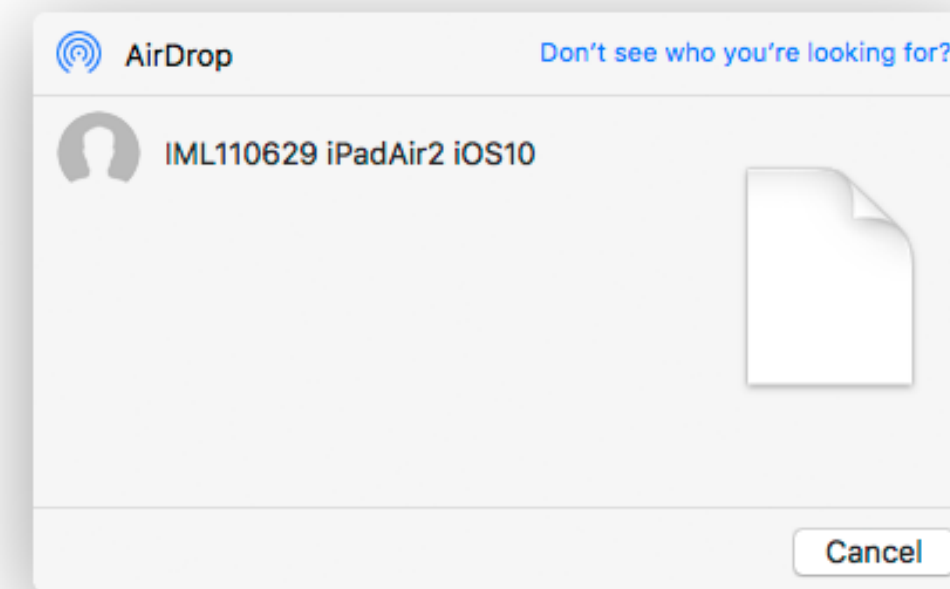 AirDrop
Don’t see who you’re looking for?
IML110629 iPadAir2 iOS10
Cancel